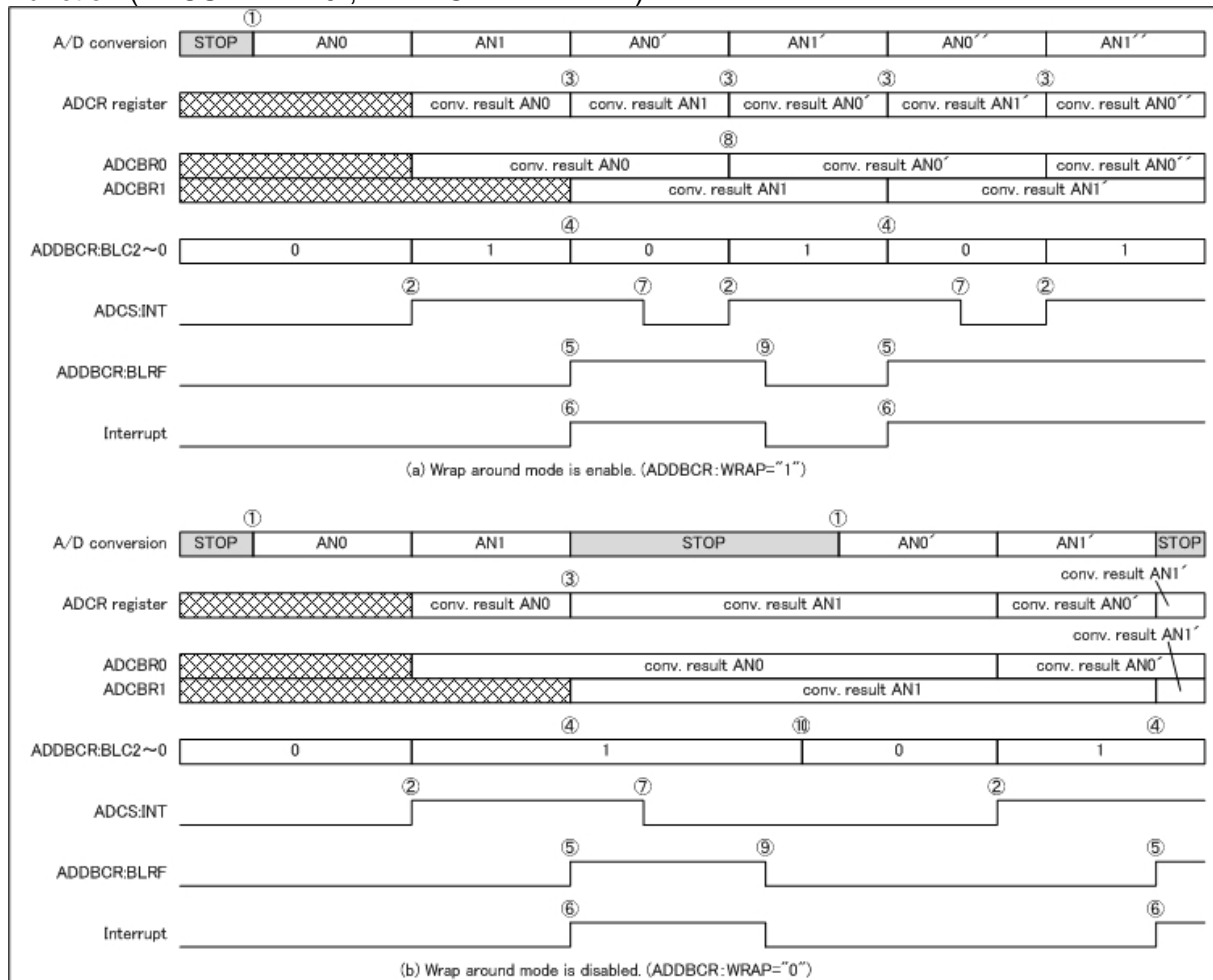 ①
A/D conversion STOP AN0 AN1 AN0´ AN1´ AN0´´ AN1´´
③ ③ ③ ③
ADCR register conv. result AN0 conv. result AN1 conv. result AN0´ conv. result AN1´ conv. result AN0´´
⑧
ADCBR0 conv. result AN0 conv. result AN0´ conv. result AN0´´
ADCBR1 conv. result AN1 conv. result AN1´
④ ④
ADDBCR:BLC2～0 0 1 0 1 0 1
② ⑦ ② ⑦ ②
ADCS:INT
⑤ ⑨ ⑤
ADDBCR:BLRF
⑥ ⑥
Interrupt
(a) Wrap around mode is enable. (ADDBCR:WRAP="1")
① ①
A/D conversion STOP AN0 AN1 STOP AN0´ AN1´ STOP
③ conv. result AN1´
ADCR register conv. result AN0 conv. result AN1 conv. result AN0´
conv. result AN1´
ADCBR0 conv. result AN0 conv. result AN0´
ADCBR1 conv. result AN1
④ ⑩ ④
ADDBCR:BLC2～0 0 1 0 1
② ⑦ ②
ADCS:INT
⑤ ⑨ ⑤
ADDBCR:BLRF
⑥ ⑥
Interrupt
(b) Wrap around mode is disabled. (ADDBCR:WRAP="0")